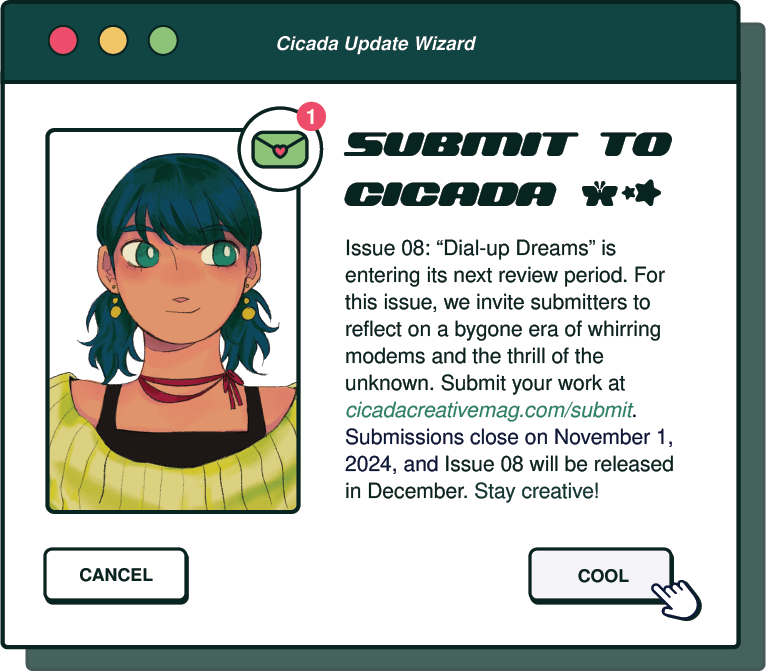 Cicada Update Wizard
1
SUBMIT TO
CICADA
Issue 08: “Dial-up Dreams” is
entering its next review period. For
this issue, we invite submitters to
reflect on a bygone era of whirring
modems and the thrill of the
unknown. Submit your work at
cicadacreativemag.com/submit.
Submissions close on November 1,
2024, and Issue 08 will be released
in December. Stay creative!
CANCEL
COOL